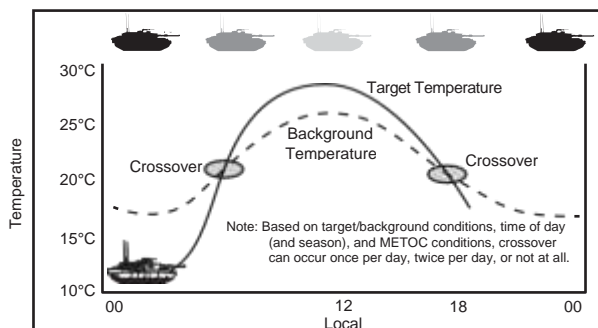 30°C
25°C
20°C
15°C
10°C
Temperature
Target Temperature
Background
Temperature
Crossover
Crossover
Note: Based on target/background conditions, time of day
(and season), and METOC conditions, crossover
can occur once per day, twice per day, or not at all.
00
12
18
00
Local